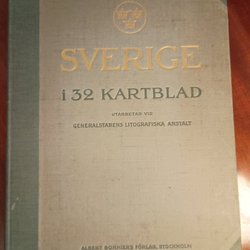 SVERIGE
i 32 KARTBLAD
UTARBETAD VID
GENERALSTABENS LITOGRAFISKA ANSTALT
ALBERT BONNIERS FÖRLAG, STOCKHOLM